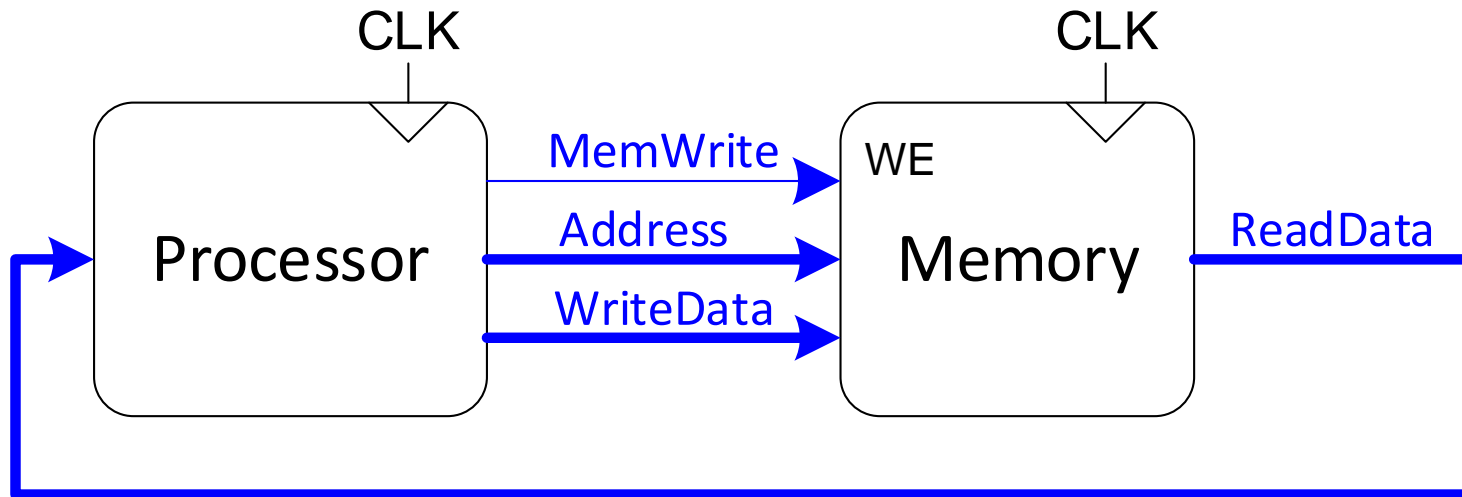 CLK
CLK
MemWrite
WE
Address
ReadData
Processor
Memory
WriteData